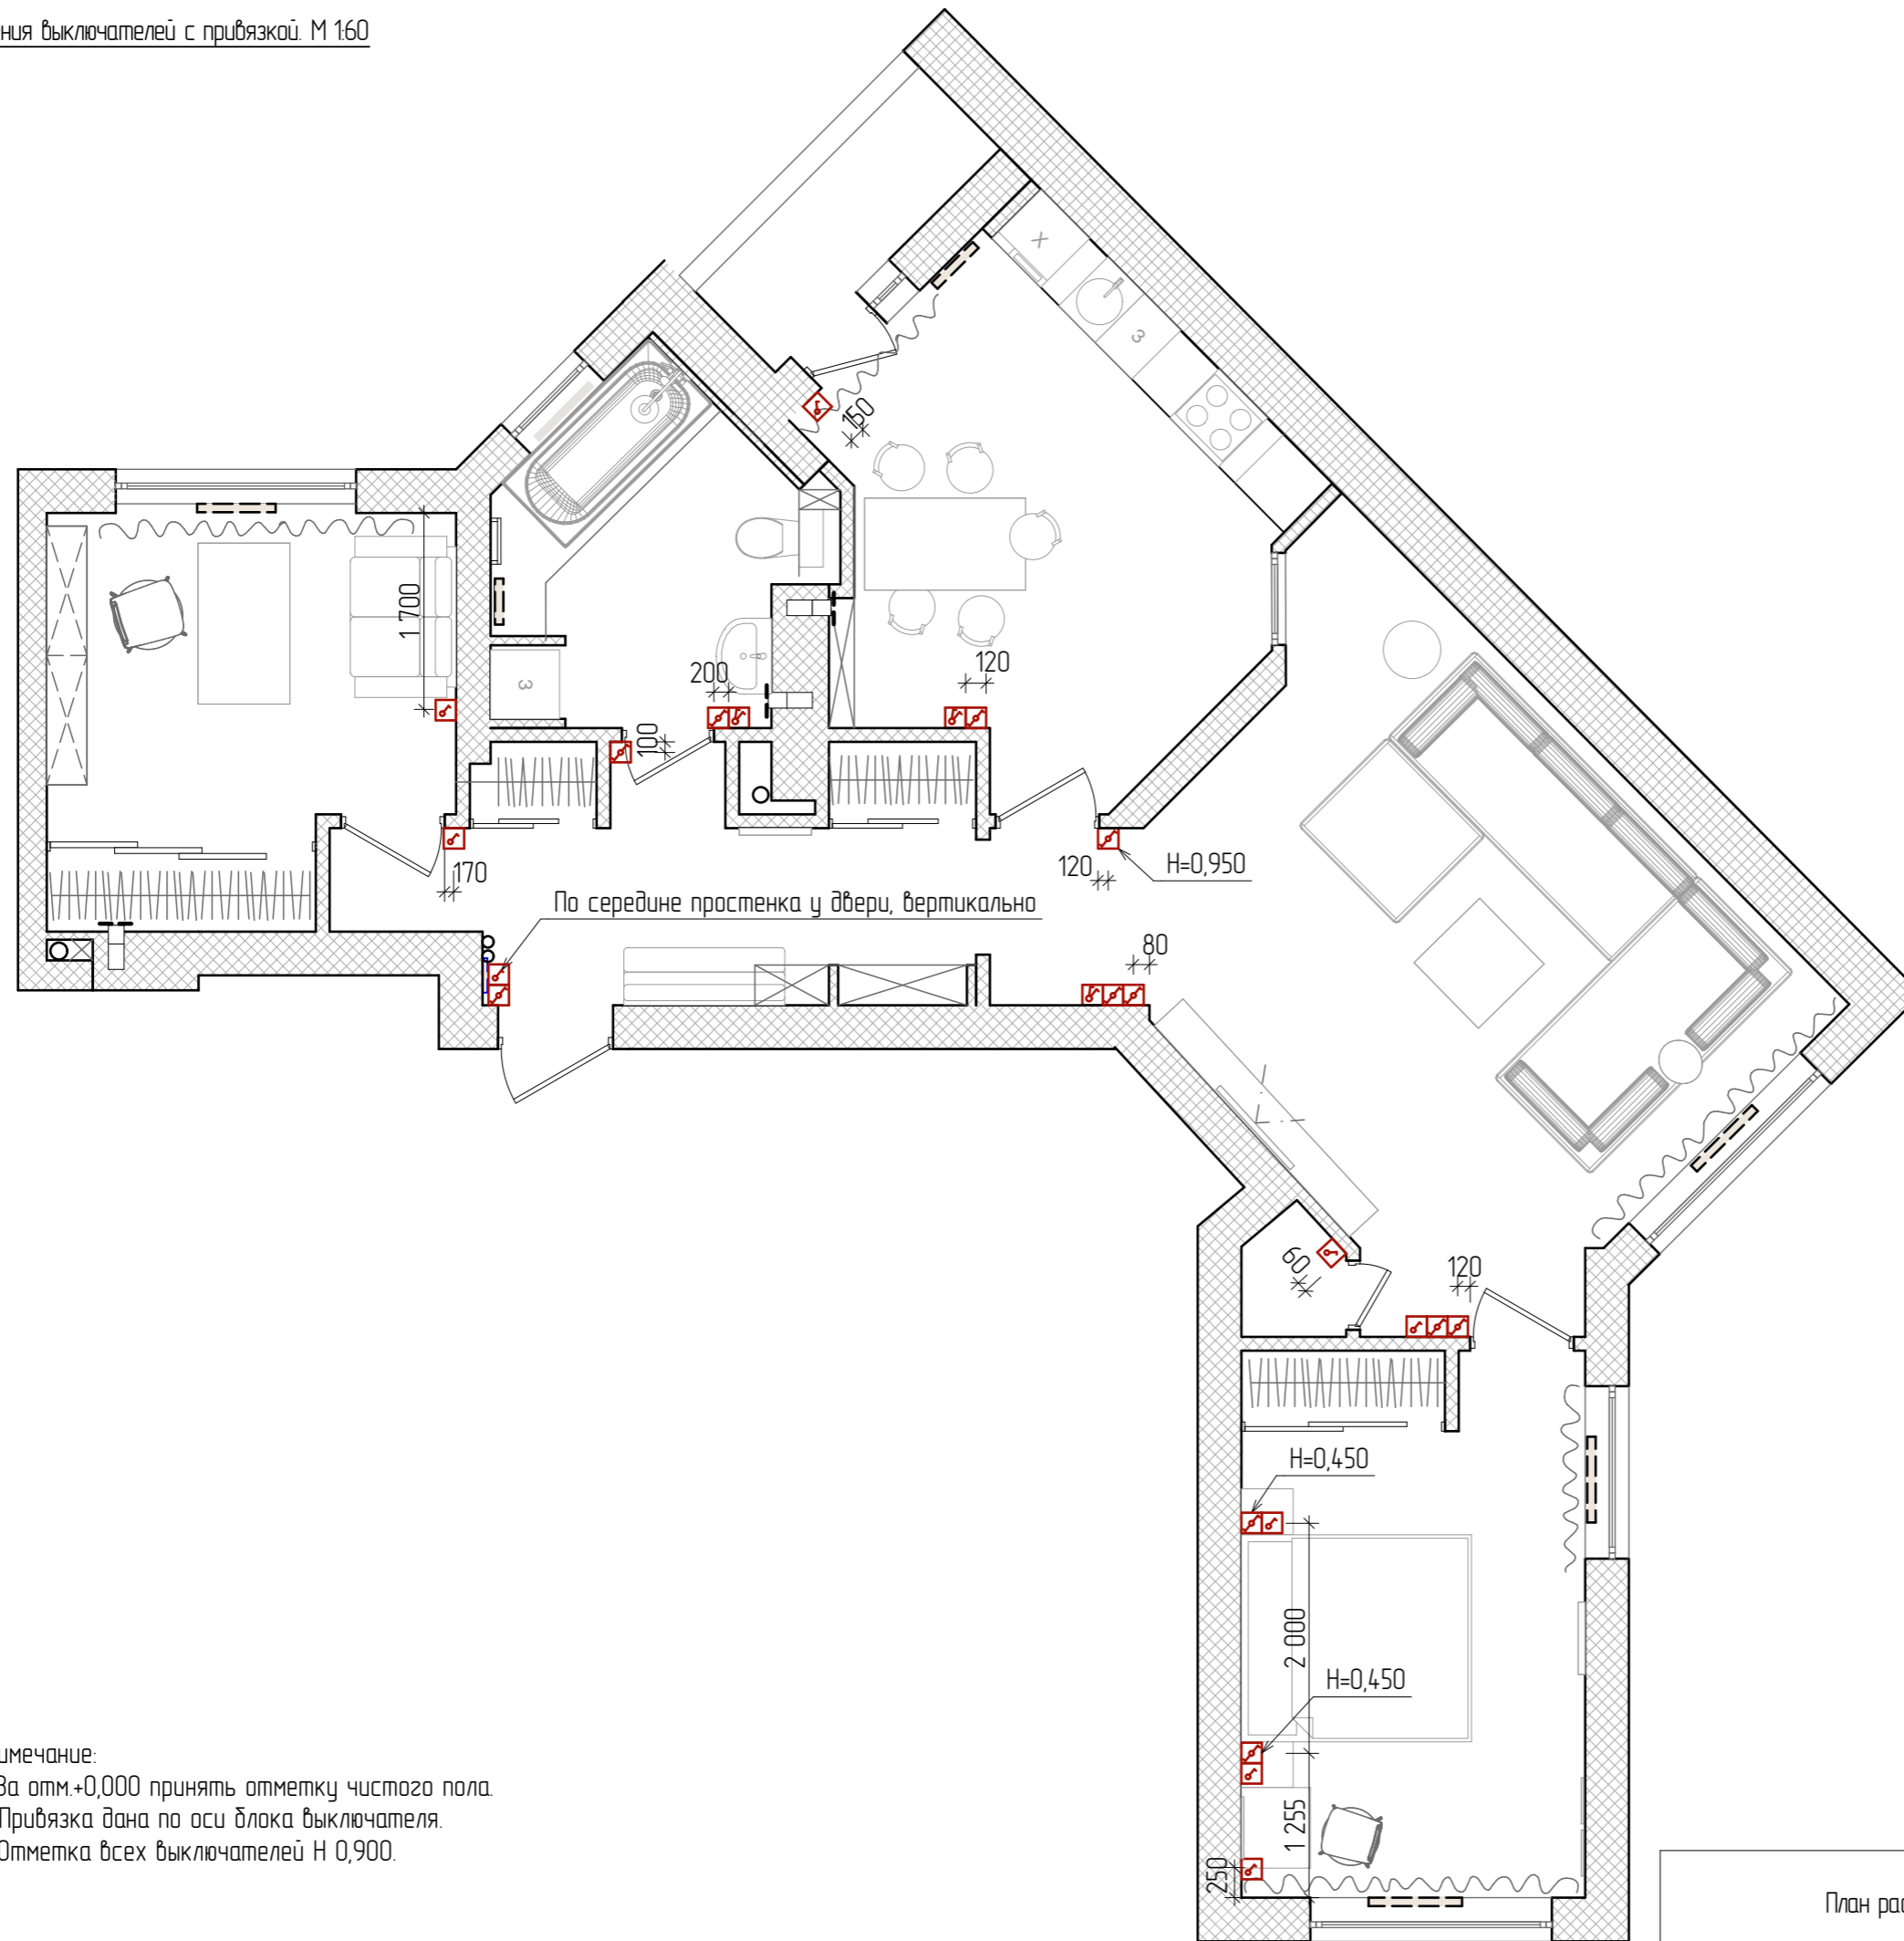 ния выключателей с привязкой. М 1:60
Х
З
150
1 700
З
200
120
100
170
120
Н=0,950
По середине простенка у двери, вертикально
80
60
120
Н=0,450
2 000
Н=0,450
1 255
250
имечание:
За отм.+0,000 принять отметку чистого пола.
Привязка дана по оси блока выключателя.
Отметка всех выключателей Н 0,900.
План рас